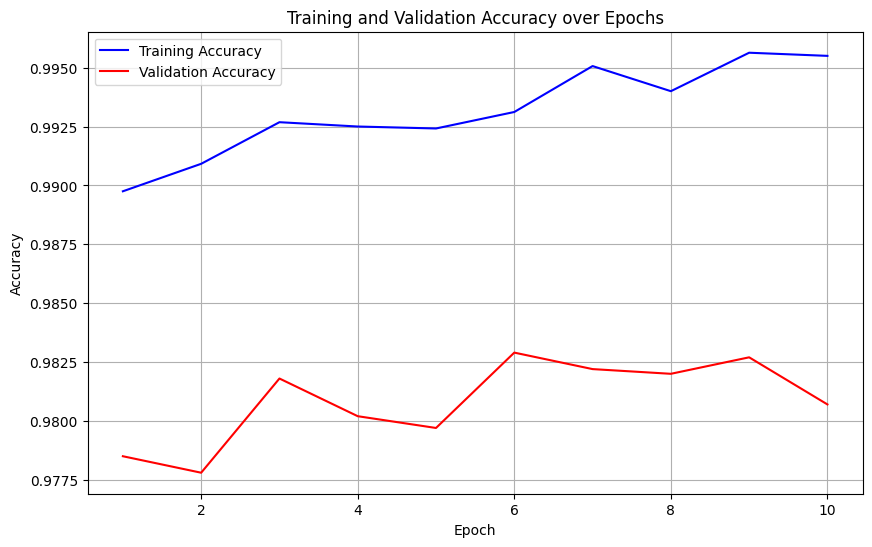 Training and Validation Accuracy over Epochs
Training Accuracy
Validation Accuracy
0.9950
0.9925
0.9900
0.9875
0.9850
0.9825
0.9800
0.9775
Accuracy
2 4 6 8 10
Epoch